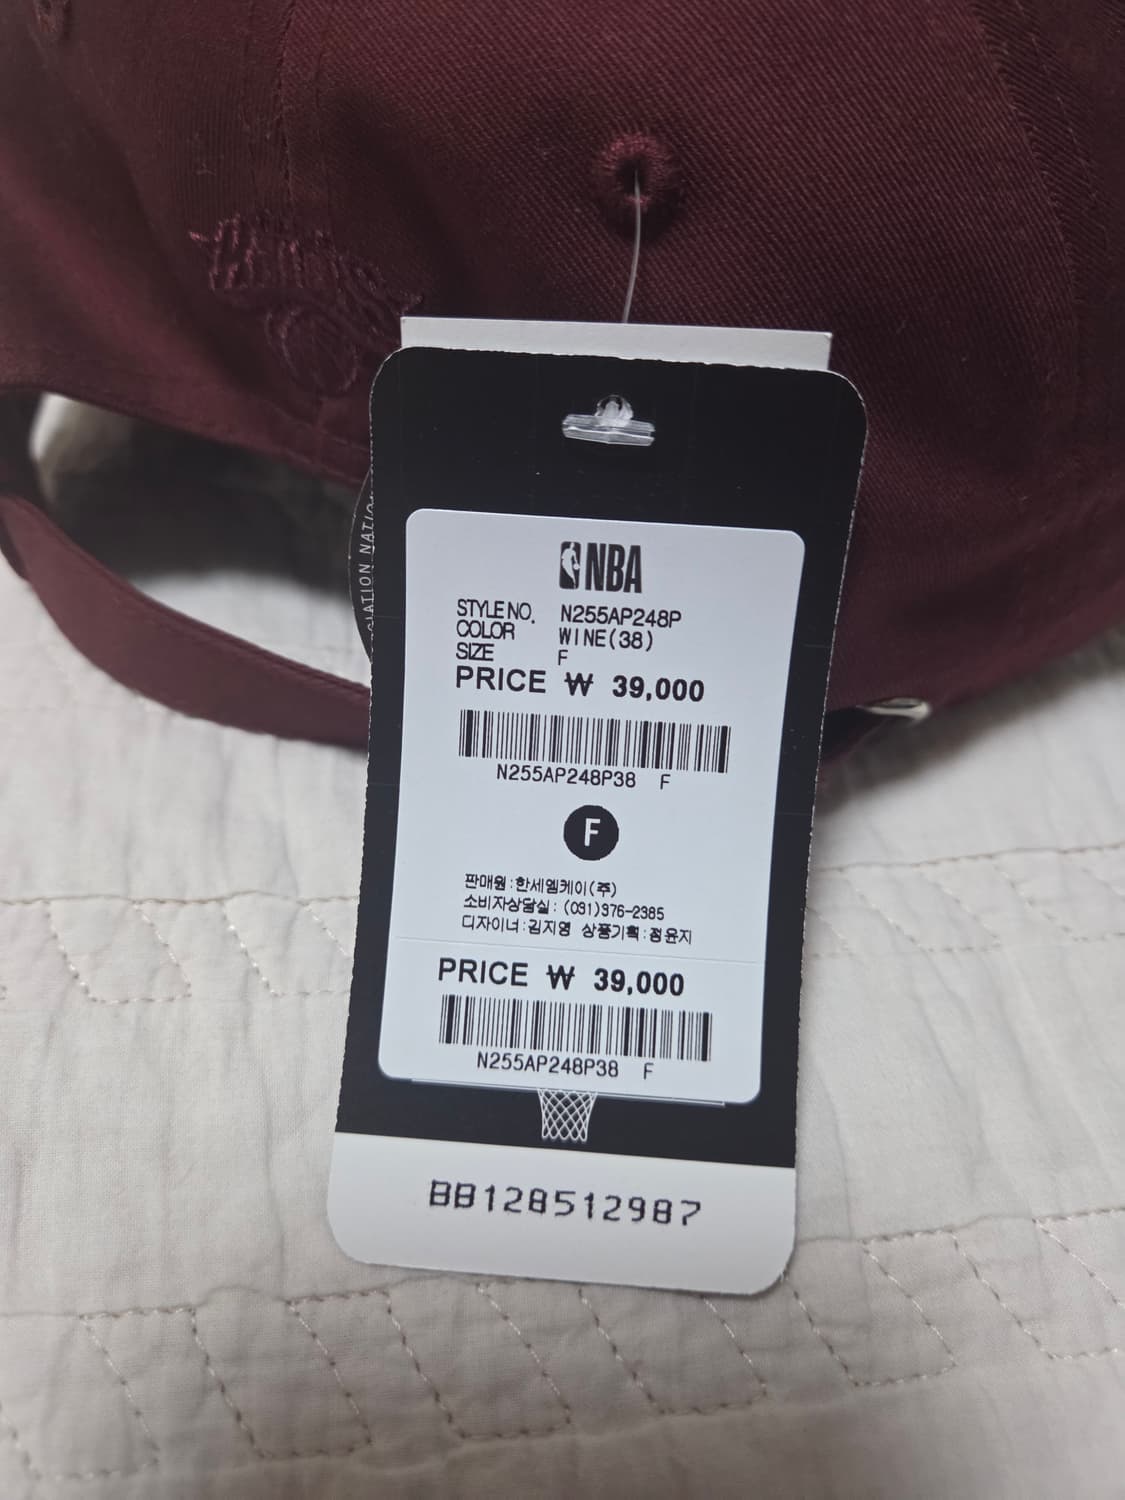 NBA
STYLE NO. N255AP248P
COLOR WINE(38)
SIZE F
PRICE ₩ 39,000
N255AP248P38 F
F
판매원:한세엠케이(주)
소비자상담실:(031)376-2385
디자이너:김지영 상품기획:정윤지
PRICE ₩ 39,000
N255AP248P38 F
BB128512987